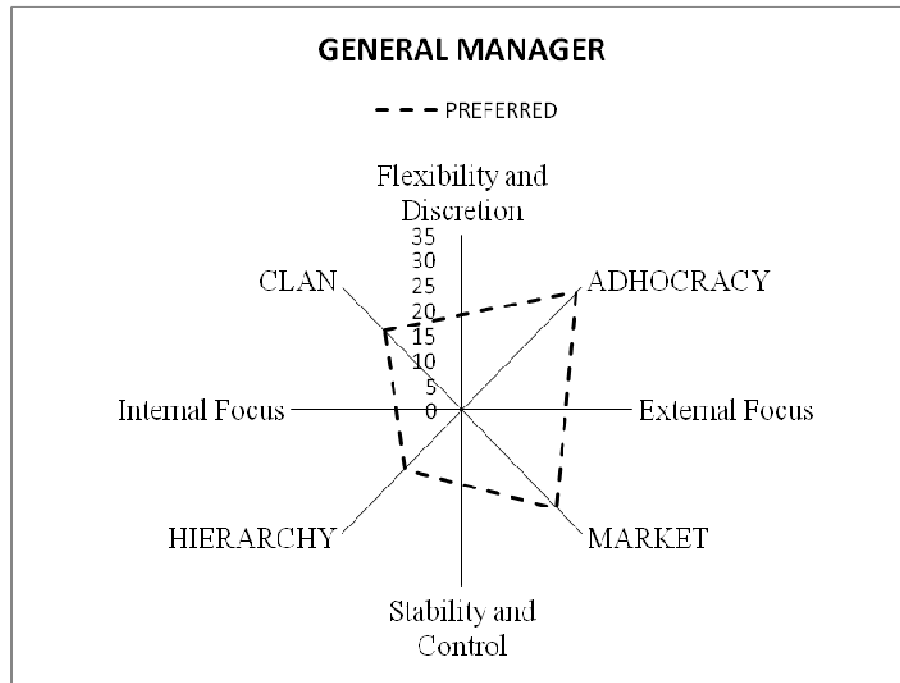 GENERAL MANAGER
PREFERRED
Flexibility and
Discretion
35
30
25
20
15
10
5
0
CLAN
ADHOCRACY
Internal Focus
External Focus
HIERARCHY
MARKET
Stability and
Control